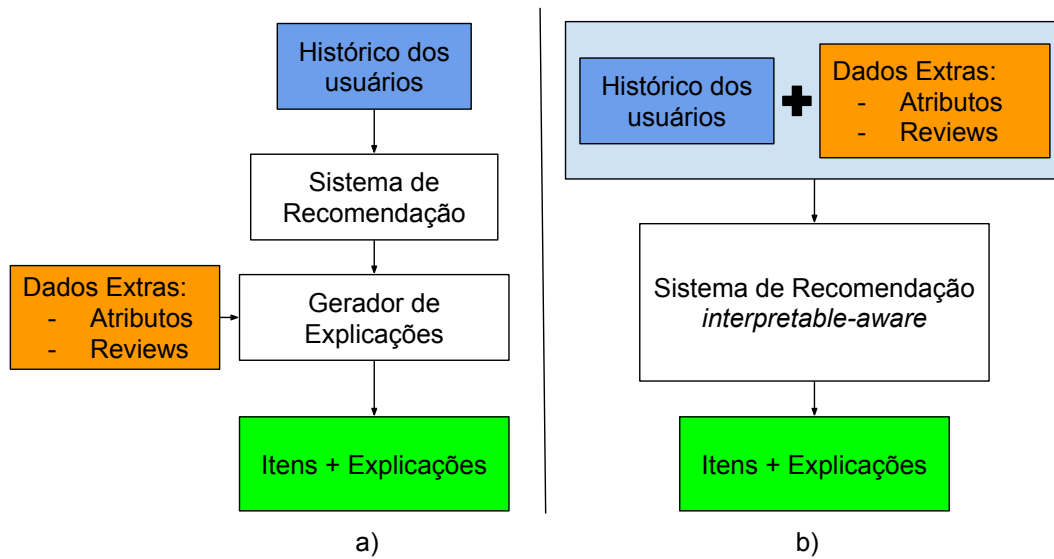 Histórico dos
usuários
Sistema de
Recomendação
Dados Extras:
- Atributos
- Reviews
Gerador de
Explicações
Itens + Explicações
a)
Histórico dos
usuários
Dados Extras:
- Atributos
- Reviews
Sistema de Recomendação
interpretable-aware
Itens + Explicações
b)